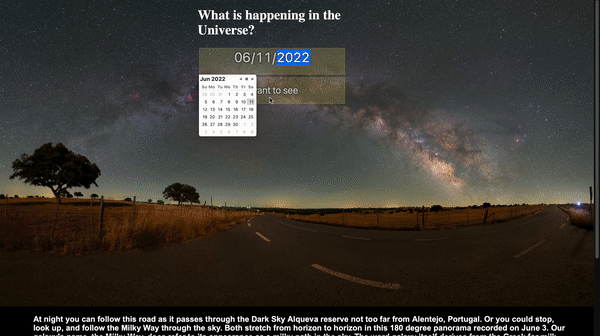 What is happening in the
Universe?
06/11/2022
Jun 2022
ant to see
Su Mo Tu We Th Fr Sa
29 30 31 1 2 3 4
5 6 7 8 9 10 11
12 13 14 15 16 17 18
19 20 21 22 23 24 25
26 27 28 29 30 1 2
3 4 5 6 7 8 9
At night you can follow this road as it passes through the Dark Sky Alqueva reserve not too far from Alentejo, Portugal. Or you could stop,
look up, and follow the Milky Way through the sky. Both stretch from horizon to horizon in this 180 degree panorama recorded on June 3. Our